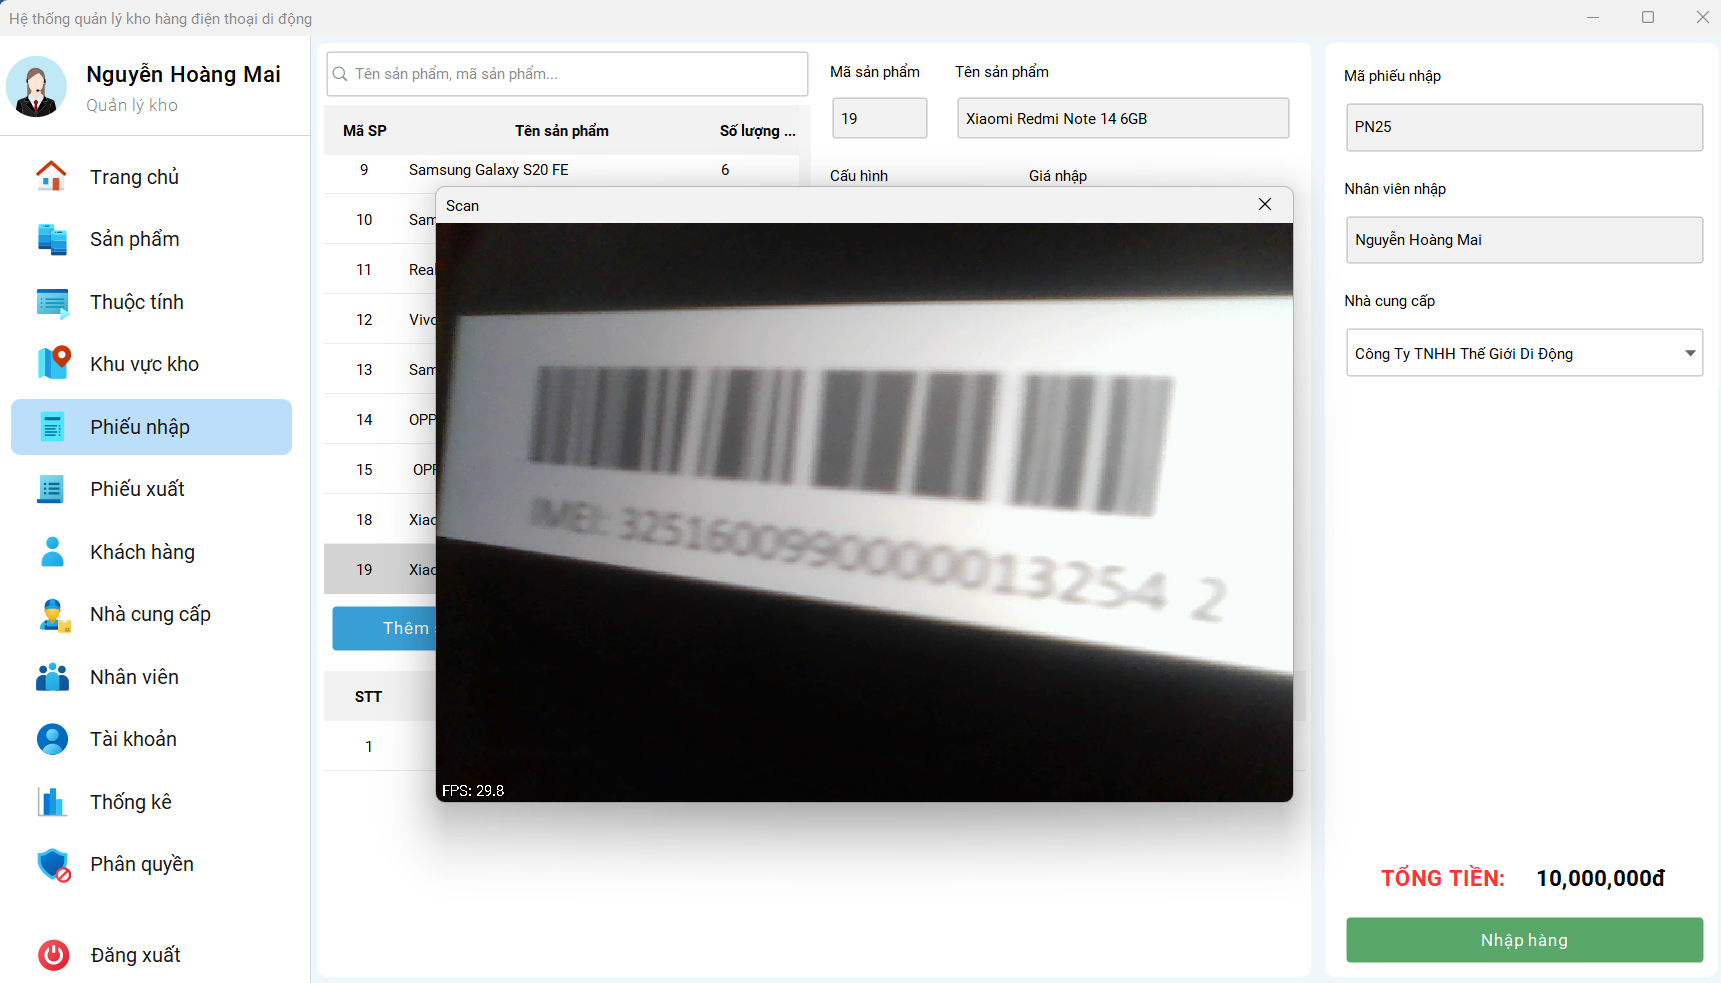 Hệ thống quản lý kho hàng điện thoại di động
Nguyễn Hoàng Mai
Quản lý kho
Trang chủ
Sản phẩm
Thuộc tính
Khu vực kho
Phiếu nhập
Phiếu xuất
Khách hàng
Nhà cung cấp
Nhân viên
Tài khoản
Thống kê
Phân quyền
Đăng xuất
Tên sản phẩm, mã sản phẩm...
Mã SP Tên sản phẩm Số lượng ...
9 Samsung Galaxy S20 FE 6
10 Sam
11 Real
12 Vivo
13 Sam
14 OPP
15 OPP
18 Xiao
19 Xiao
Thêm
STT
1
Mã sản phẩm Tên sản phẩm
19 Xiaomi Redmi Note 14 6GB
Cấu hình Giá nhập
Scan
IMEI: 3251600990000013254 2
FPS: 29.8
Mã phiếu nhập
PN25
Nhân viên nhập
Nguyễn Hoàng Mai
Nhà cung cấp
Công Ty TNHH Thế Giới Di Động
TỔNG TIỀN: 10,000,000đ
Nhập hàng